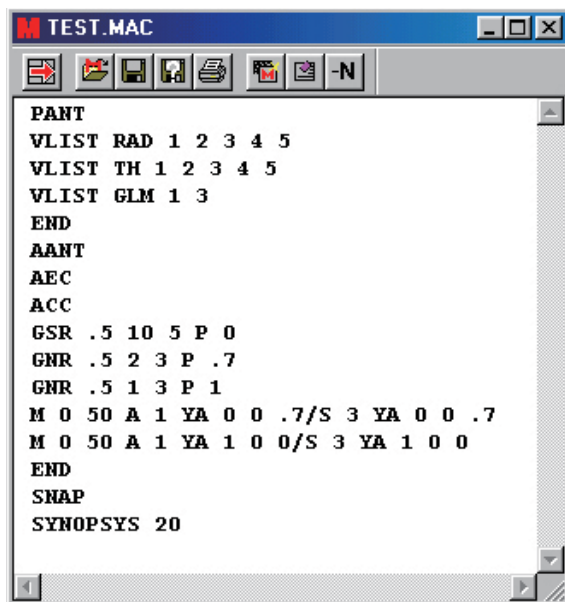 TEST.MAC
-N
PANT
VLIST RAD 1 2 3 4 5
VLIST TH 1 2 3 4 5
VLIST GLM 1 3
END
AANT
AEC
ACC
GSR .5 10 5 P 0
GNR .5 2 3 P .7
GNR .5 1 3 P 1
M 0 50 A 1 YA 0 0 .7/S 3 YA 0 0 .7
M 0 50 A 1 YA 1 0 0/S 3 YA 1 0 0
END
SNAP
SYNOPSYS 20